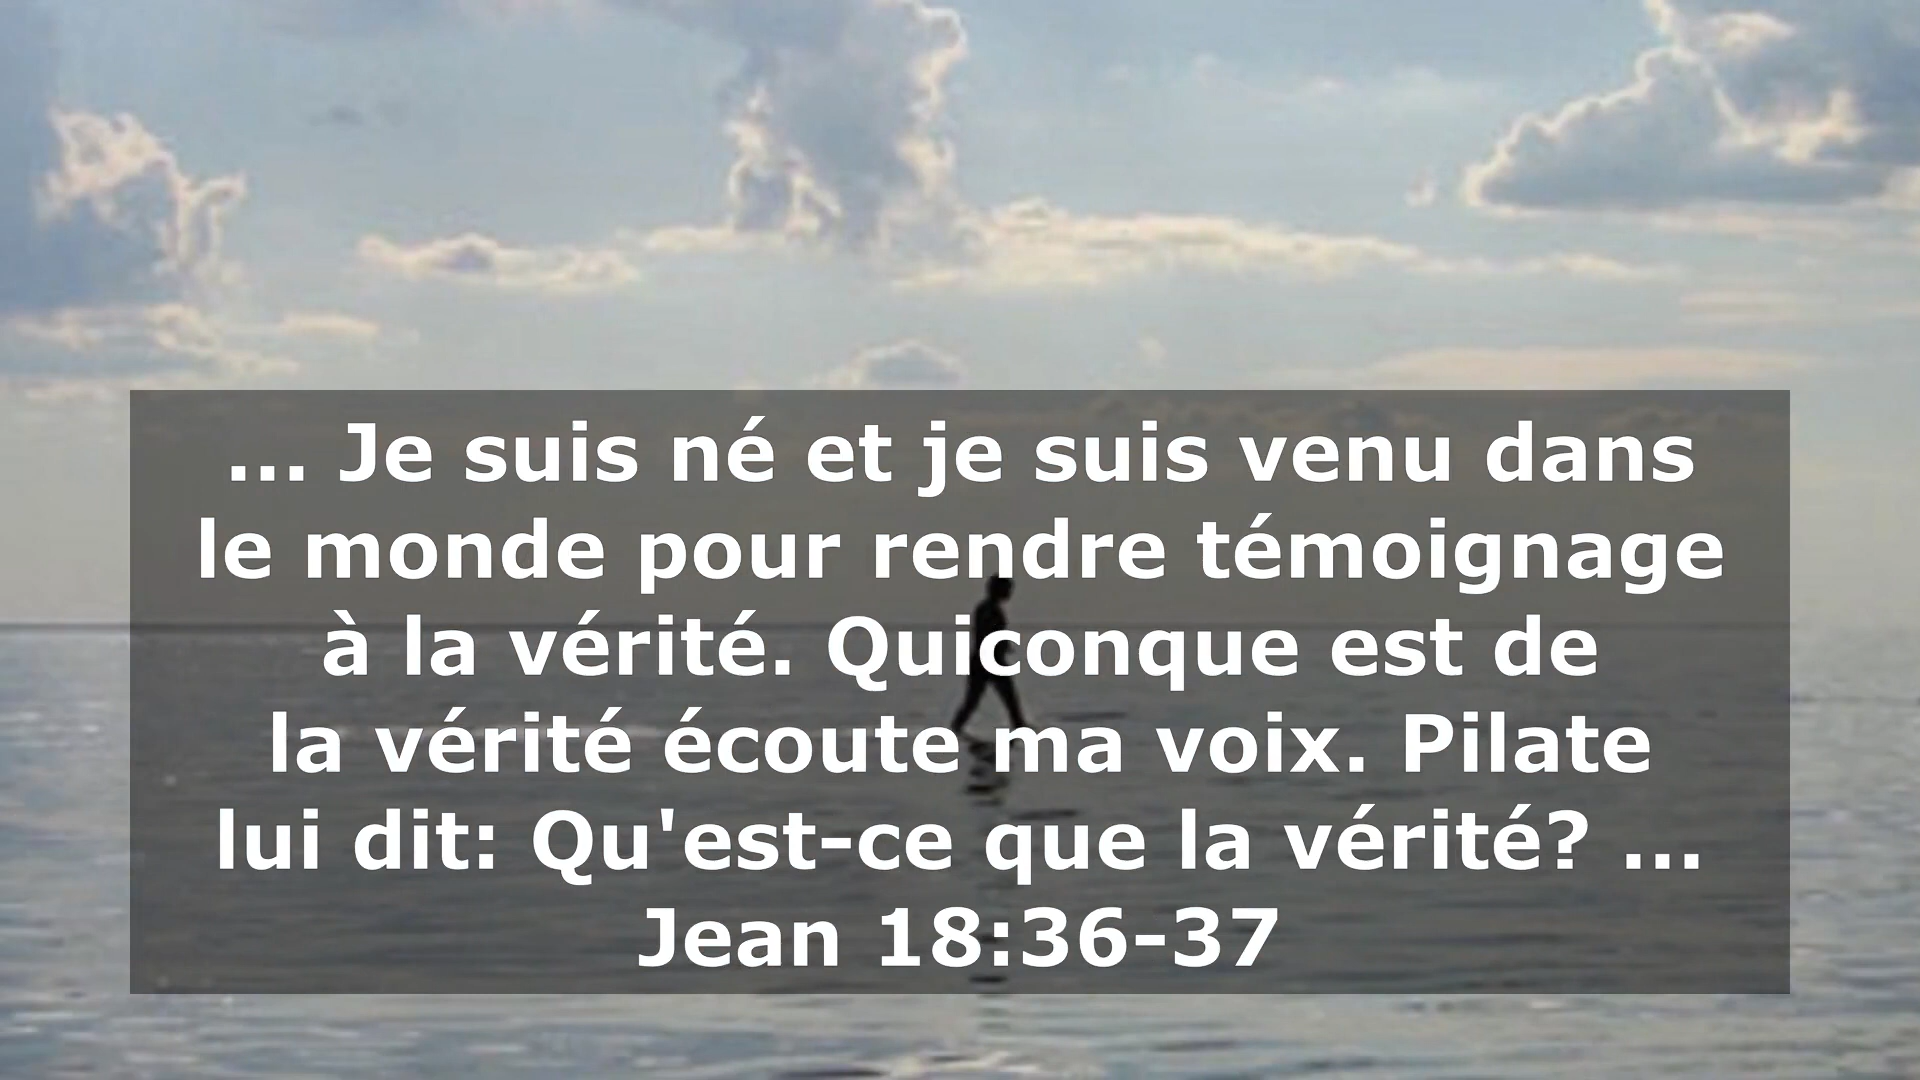 ... Je suis né et je suis venu dans
le monde pour rendre témoignage
à la vérité. Quiconque est de
la vérité écoute ma voix. Pilate
lui dit: Qu'est-ce que la vérité? ...
Jean 18:36-37